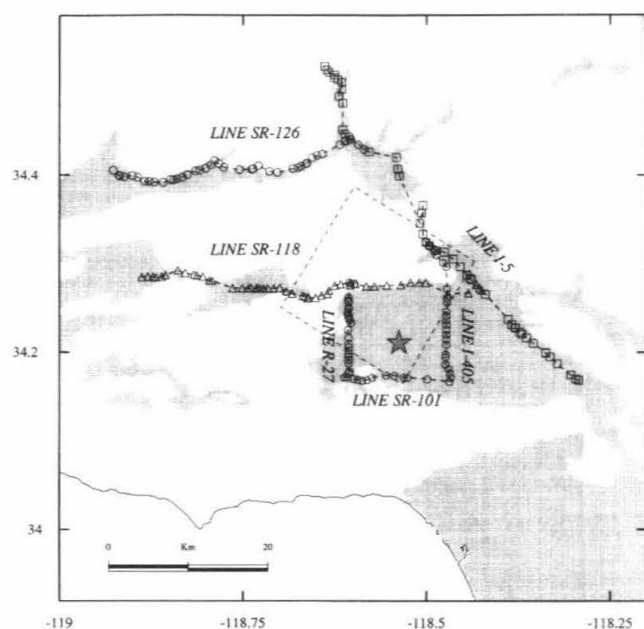 LINE SR-126
34.4
LINE SR-118
LINE I-5
34.2
LINE R-27
LINE I-405
LINE SR-101
34
0 Km 20
-119 -118.75 -118.5 -118.25